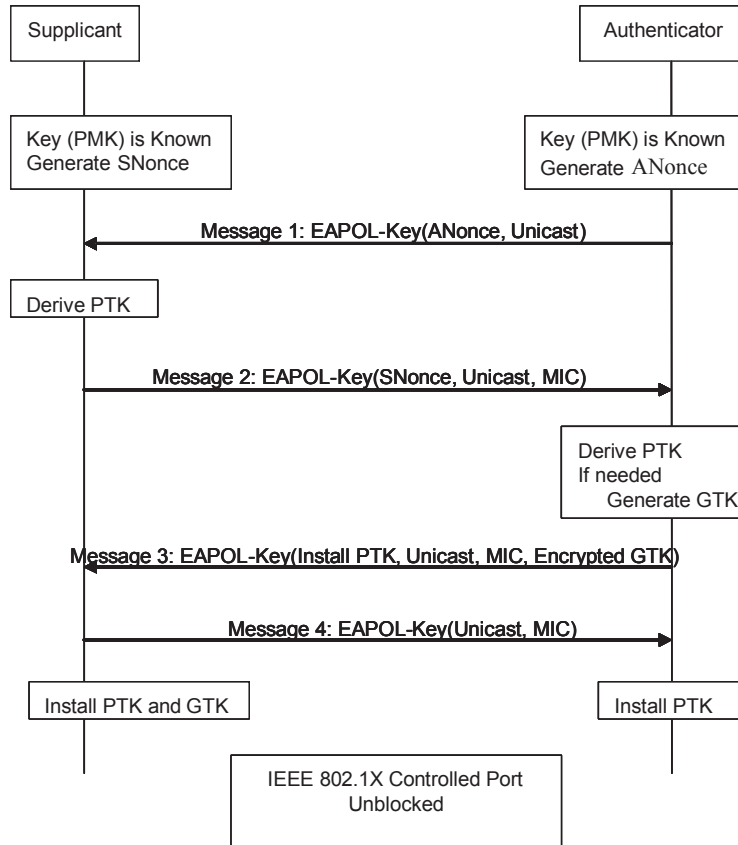 Supplicant
Authenticator
Key (PMK) is Known
Generate SNonce
Key (PMK) is Known
Generate ANonce
Message 1: EAPOL-Key(ANonce, Unicast)
Derive PTK
Message 2: EAPOL-Key(SNonce, Unicast, MIC)
Derive PTK
If needed
Generate GTK
Message 3: EAPOL-Key(Install PTK, Unicast, MIC, Encrypted GTK)
Message 4: EAPOL-Key(Unicast, MIC)
Install PTK and GTK
Install PTK
IEEE 802.1X Controlled Port
Unblocked